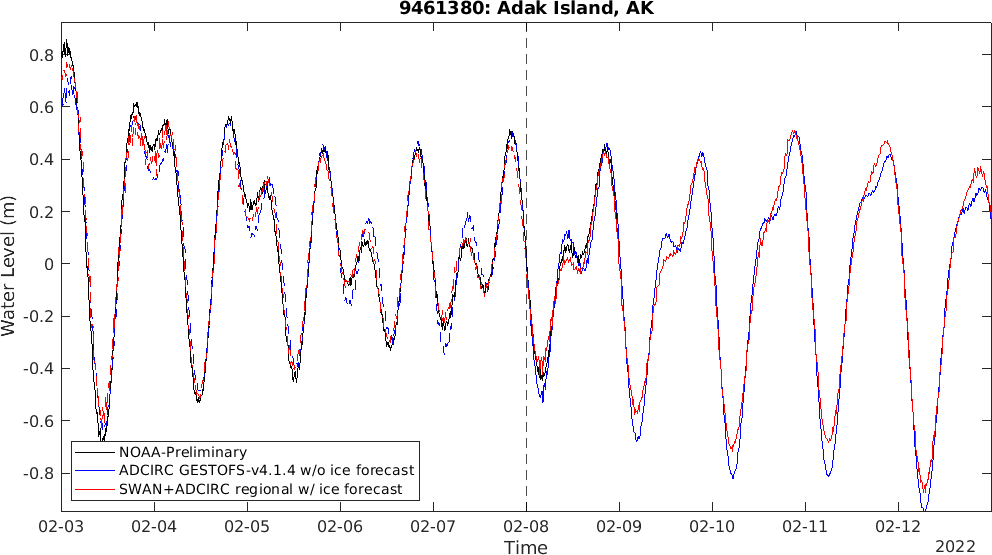 9461380: Adak Island, AK
Water Level (m)
0.8
0.6
0.4
0.2
0
-0.2
-0.4
-0.6
-0.8
NOAA-Preliminary
ADCIRC GESTOFS-v4.1.4 w/o ice forecast
SWAN+ADCIRC regional w/ ice forecast
02-03 02-04 02-05 02-06 02-07 02-08 02-09 02-10 02-11 02-12
Time
2022